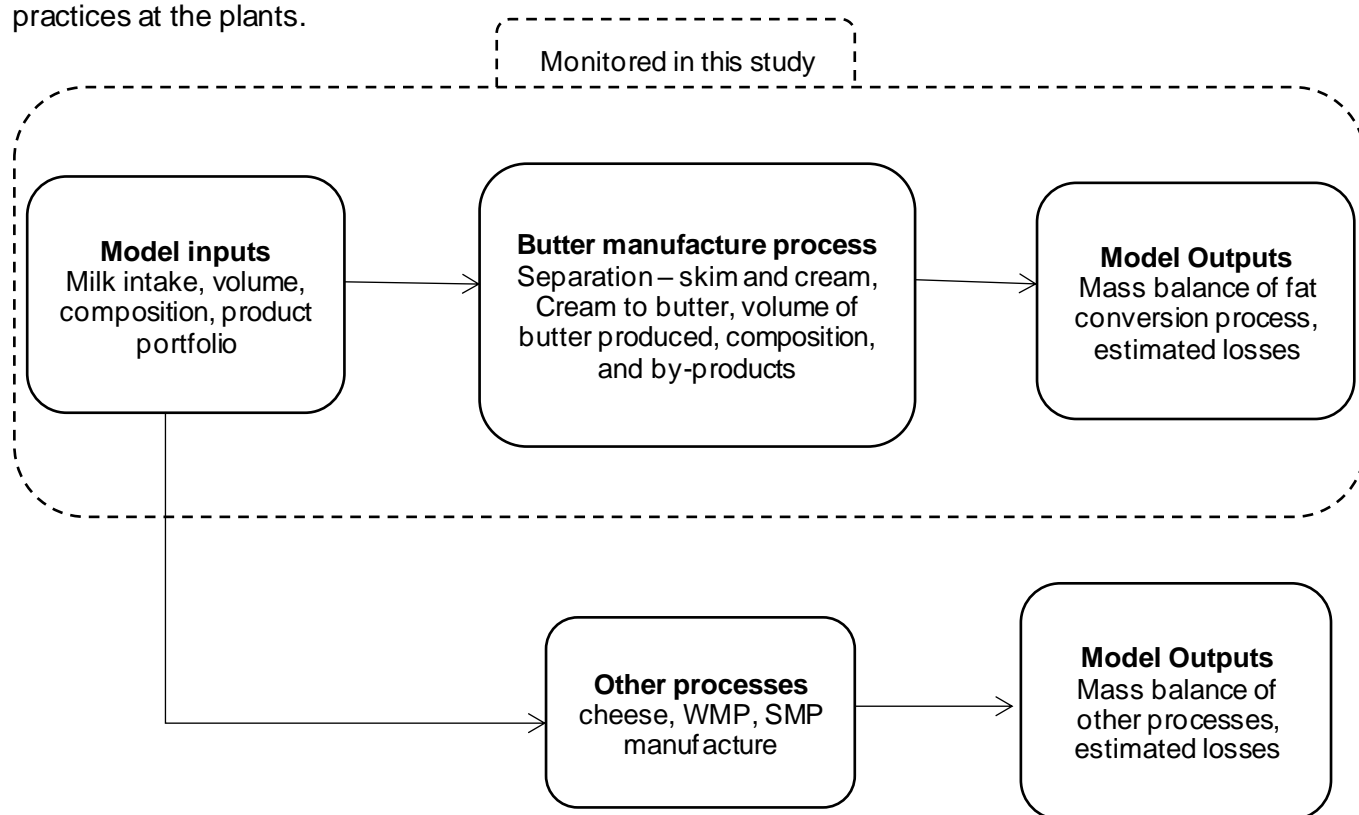 practices at the plants.
Monitored in this study
Model inputs
Milk intake, volume,
composition, product
portfolio
Butter manufacture process
Separation – skim and cream,
Cream to butter, volume of
butter produced, composition,
and by-products
Model Outputs
Mass balance of fat
conversion process,
estimated losses
Other processes
cheese, WMP, SMP
manufacture
Model Outputs
Mass balance of
other processes,
estimated losses